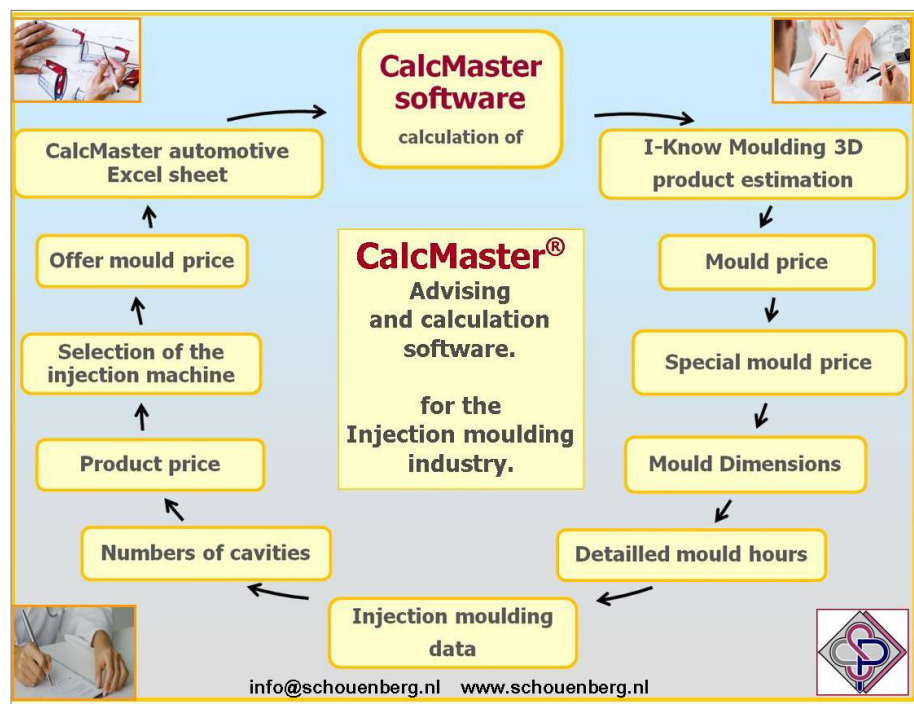 CalcMaster
software
calculation of
I-Know Moulding 3D
product estimation
Mould price
Special mould price
Mould Dimensions
Detailled mould hours
Injection moulding
data
Numbers of cavities
Product price
Selection of the
injection machine
Offer mould price
CalcMaster automotive
Excel sheet
CalcMaster®
Advising
and calculation
software.
for the
Injection moulding
industry.
info@schouenberg.nl www.schouenberg.nl